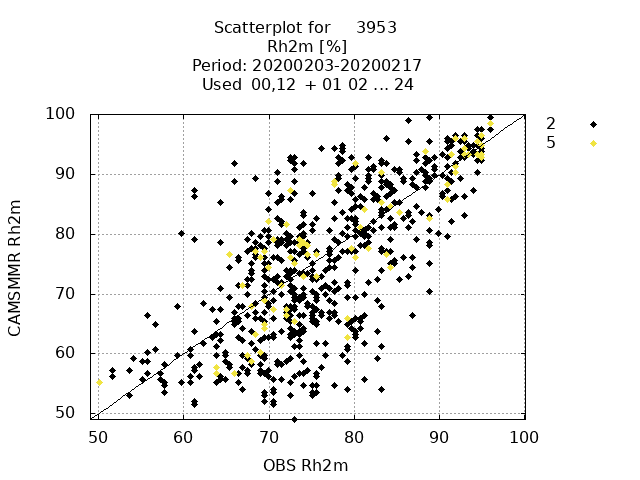 Scatterplot for 3953
Rh2m [%]
Period: 20200203-20200217
Used 00,12 + 01 02 ... 24
100
90
80
70
60
50
CAMSMMR Rh2m
50 60 70 80 90 100
OBS Rh2m
2
5